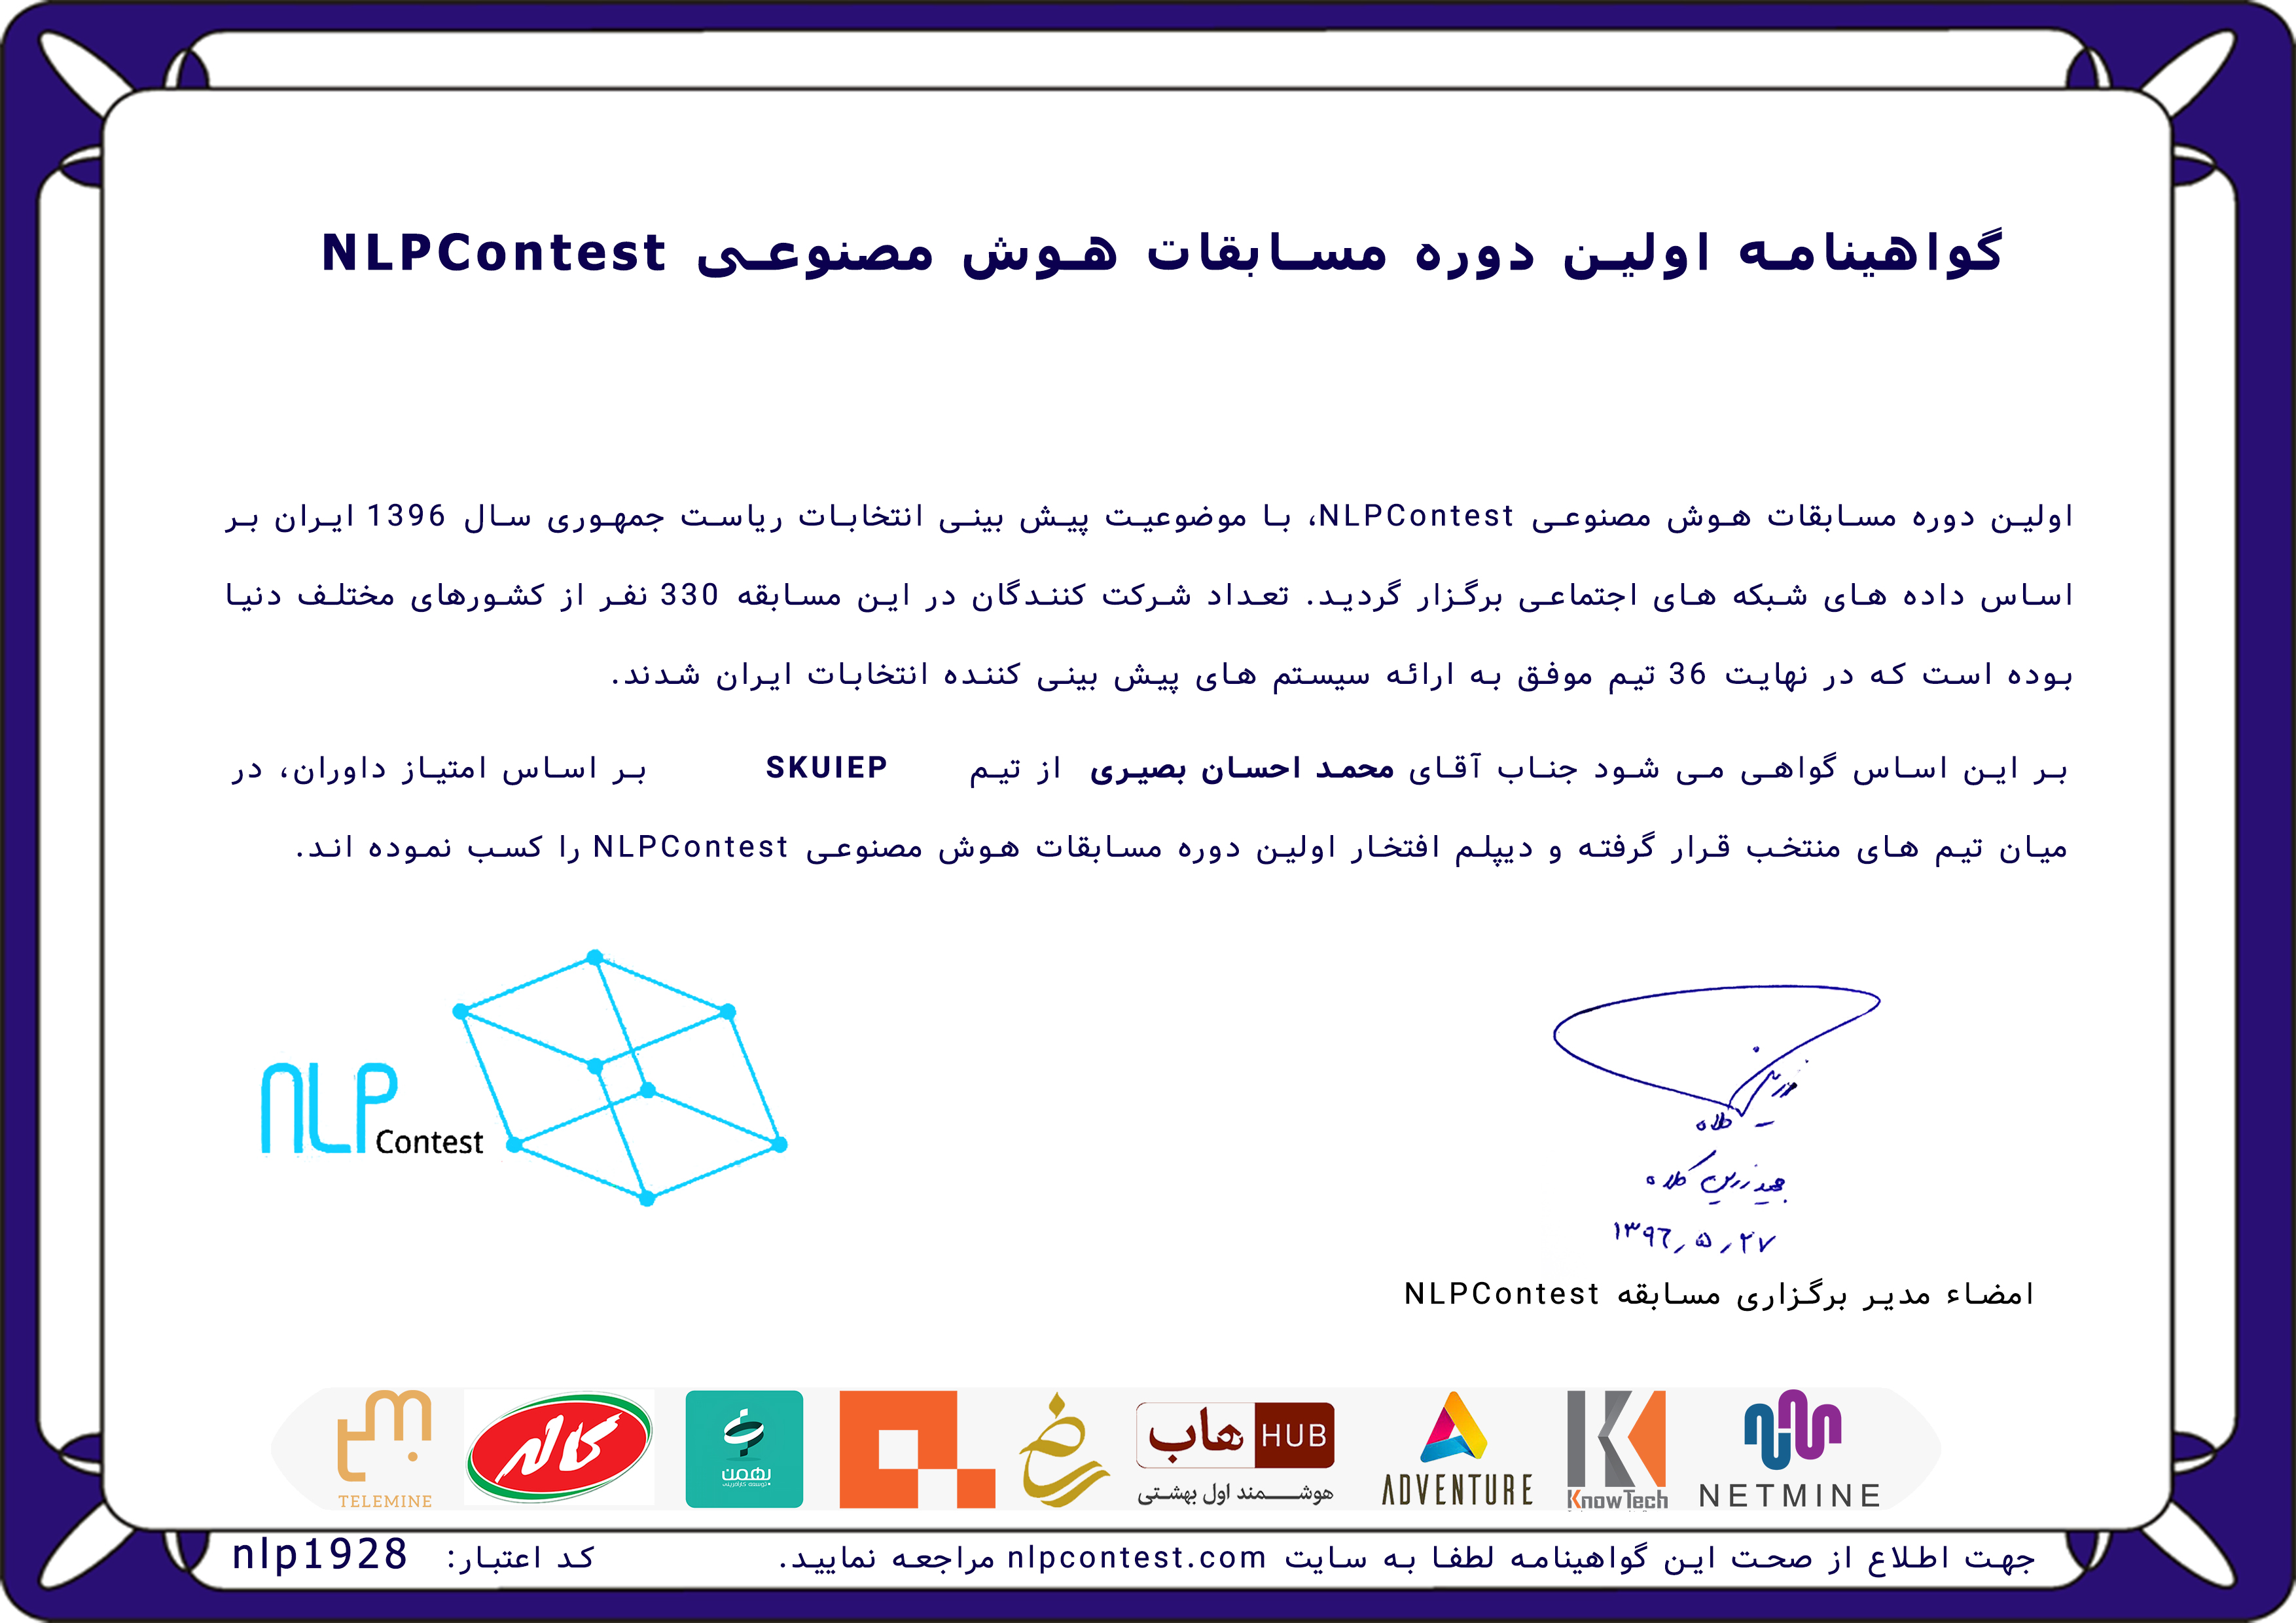 گواهینامه اولین دوره مسابقات هوش مصنوعی NLPContest
اولین دوره مسابقات هوش مصنوعی NLPContest، با موضوعیت پیش بینی انتخابات ریاست جمهوری سال 1396 ایران بر
اساس داده های شبکه های اجتماعی برگزار گردید. تعداد شرکت کنندگان در این مسابقه 330 نفر از کشورهای مختلف دنیا
بوده است که در نهایت 36 تیم موفق به ارائه سیستم های پیش بینی کننده انتخابات ایران شدند.
بر این اساس گواهی می شود جناب آقای محمد احسان بصیری از تیم SKUIEP بر اساس امتیاز داوران، در
میان تیم های منتخب قرار گرفته و دیپلم افتخار اولین دوره مسابقات هوش مصنوعی NLPContest را کسب نموده اند.
NLP Contest
زرین کلاه
۱۳۹۶٫۵٫۲۷
امضاء مدیر برگزاری مسابقه NLPContest
NETMINE
KnowTech
ADVENTURE
هاب HUB
هوشمند اول بهشتی
بهمن
توسعه کارآفرینی
کاله
TELEMINE
جهت اطلاع از صحت این گواهینامه لطفا به سایت nlpcontest.com مراجعه نمایید.
کد اعتبار: nlp1928